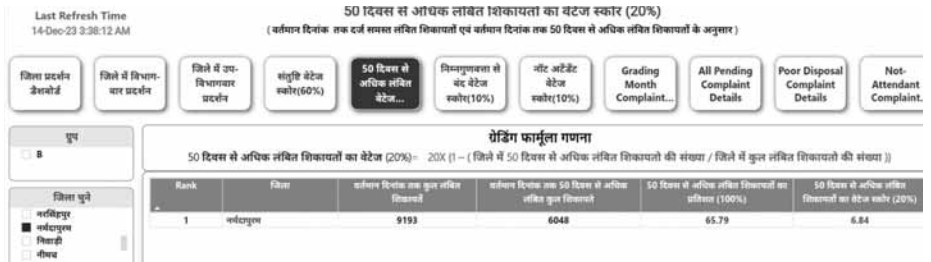 Last Refresh Time
14-Dec-23 3:38:12 AM
50 दिवस से अधिक लंबित शिकायतों का वेटेज स्कोर (20%)
( वर्तमान दिनांक तक दर्ज समस्त लंबित शिकायतों एवं वर्तमान दिनांक तक 50 दिवस से अधिक लंबित शिकायतों के अनुसार )
जिला प्रदर्शन
डैशबोर्ड
जिले में विभाग-
वार प्रदर्शन
जिले में उप-
विभागवार
प्रदर्शन
संतुष्टि वेटेज
स्कोर(60%)
50 दिवस से
अधिक लंबित
वेटेज...
निम्नगुणवत्ता से
बंद वेटेज
स्कोर(10%)
नॉट अटेंडेंट
वेटेज
स्कोर(10%)
Grading
Month
Complaint...
All Pending
Complaint
Details
Poor Disposal
Complaint
Details
Not-
Attendant
Complaint.
ग्रुप
B
जिला चुने
नरसिंहपुर
नर्मदापुरम
निवाड़ी
नीमच
ग्रेडिंग फार्मूला गणना
50 दिवस से अधिक लंबित शिकायतों का वेटेज (20%)= 20X (1 – ( जिले में 50 दिवस से अधिक लंबित शिकायतो की संख्या / जिले में कुल लंबित शिकायतो की संख्या ))
Rank
जिला
वर्तमान दिनांक तक कुल लंबित
शिकायतें
वर्तमान दिनांक तक 50 दिवस से अधिक
लंबित कुल शिकायते
50 दिवस से अधिक लंबित शिकायतों का
प्रतिशत (100%)
50 दिवस से अधिक लंबित
शिकायतों का वेटेज स्कोर (20%)
1 नर्मदापुरम 9193 6048 65.79 6.84